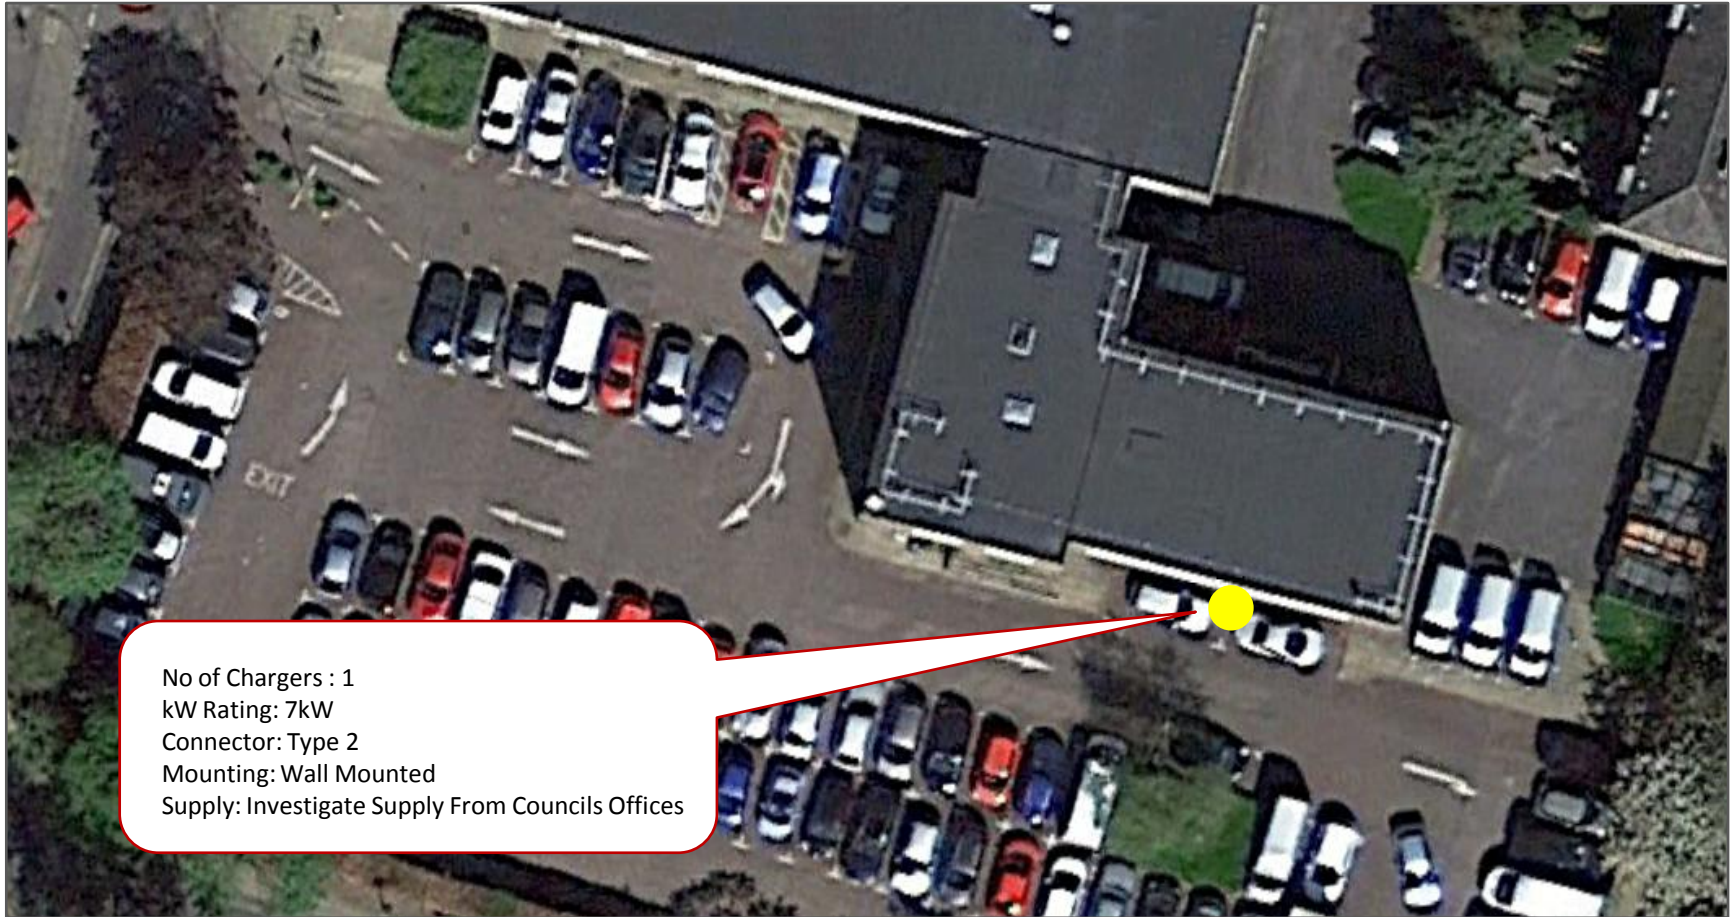 EXIT
No of Chargers : 1
kW Rating: 7kW
Connector: Type 2
Mounting: Wall Mounted
Supply: Investigate Supply From Councils Offices